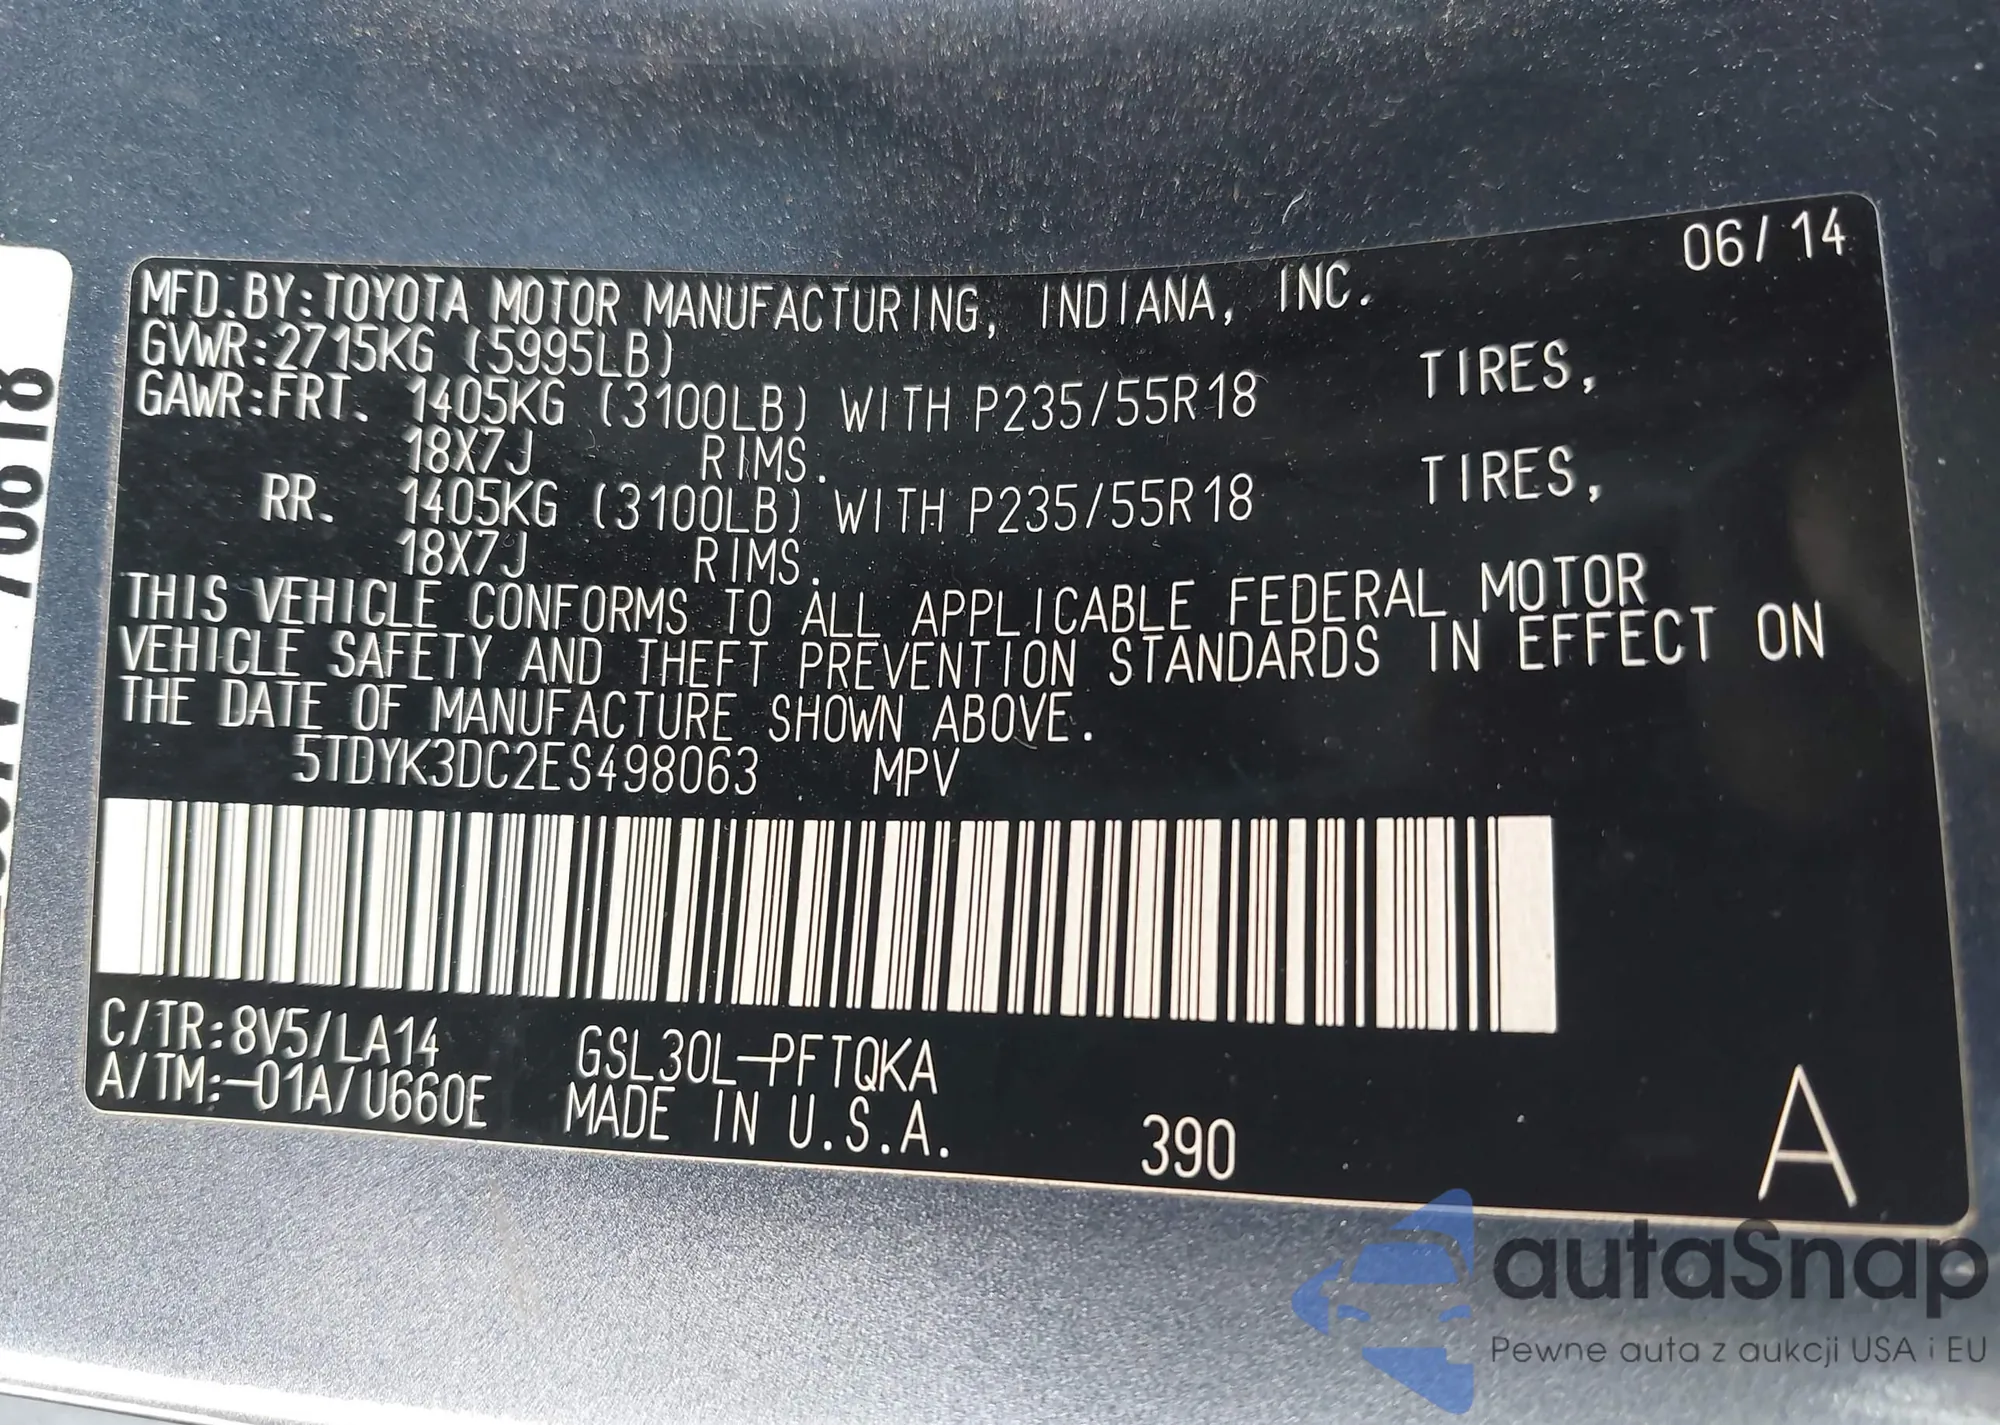 06/14
MFD.BY:TOYOTA MOTOR MANUFACTURING, INDIANA, INC.
GVWR:2715KG (5995LB)
GAWR:FRT. 1405KG (3100LB) WITH P235/55R18 TIRES,
18X7J RIMS.
RR. 1405KG (3100LB) WITH P235/55R18 TIRES,
18X7J RIMS.
THIS VEHICLE CONFORMS TO ALL APPLICABLE FEDERAL MOTOR
VEHICLE SAFETY AND THEFT PREVENTION STANDARDS IN EFFECT ON
THE DATE OF MANUFACTURE SHOWN ABOVE.
5TDYK3DC2ES498063 MPV
C/TR:8V5/LA14 GSL30L-PFTQKA
A/TM:-01A/U660E MADE IN U.S.A. 390 A
autaSnap
Pewne auta z aukcji USA i EU